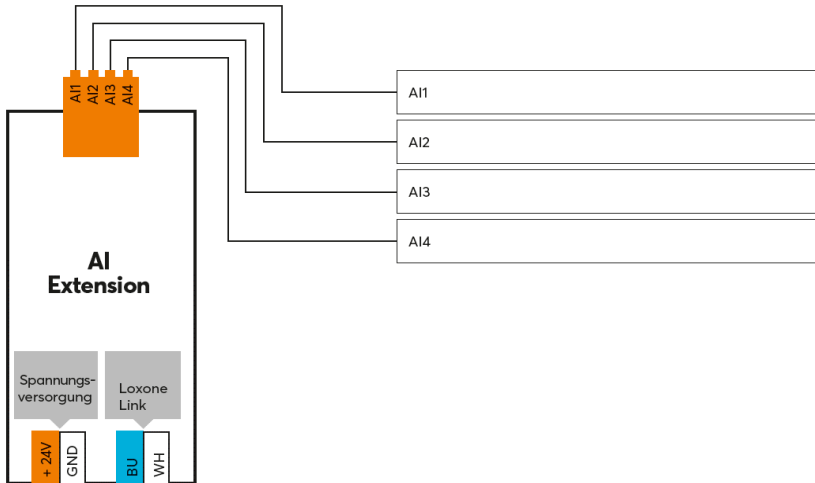 AI1
AI2
AI3
AI4
AI1
AI2
AI3
AI4
AI
Extension
Spannungs-
versorgung
Loxone
Link
+ 24V
GND
BU
WH